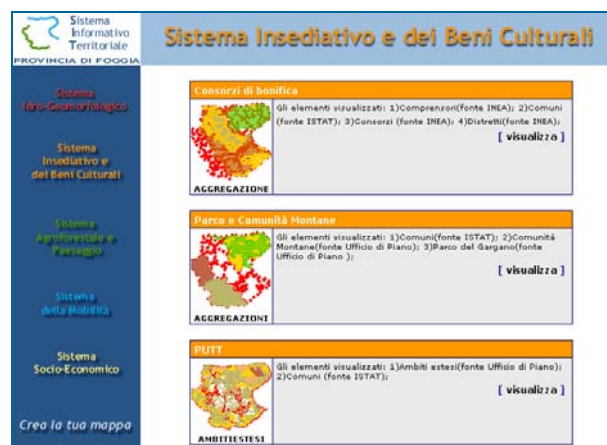 Sistema
Informativo
Territoriale
PROVINCIA DI FOGGIA
Sistema Insediativo e dei Beni Culturali
Sistema
Idro-Geomorfologico
Sistema
Insediativo e
dei Beni Culturali
Sistema
Agroforestale e
Paesaggio
Sistema
della Mobilità
Sistema
Socio-Economico
Crea la tua mappa
Consorzi di bonifica
Gli elementi visualizzati: 1)Comprensori(fonte INEA); 2)Comuni
(fonte ISTAT); 3)Consorzi (fonte INEA); 4)Distretti(fonte INEA);
[ visualizza ]
AGGREGAZIONE
Parco e Comunità Montane
Gli elementi visualizzati: 1)Comuni(fonte ISTAT); 2)Comunità
Montane(fonte Ufficio di Piano); 3)Parco del Gargano(fonte
Ufficio di Piano );
[ visualizza ]
AGGREGAZIONI
PUTT
Gli elementi visualizzati: 1)Ambiti estesi(fonte Ufficio di Piano);
2)Comuni (fonte ISTAT);
[ visualizza ]
AMBITIESTESI